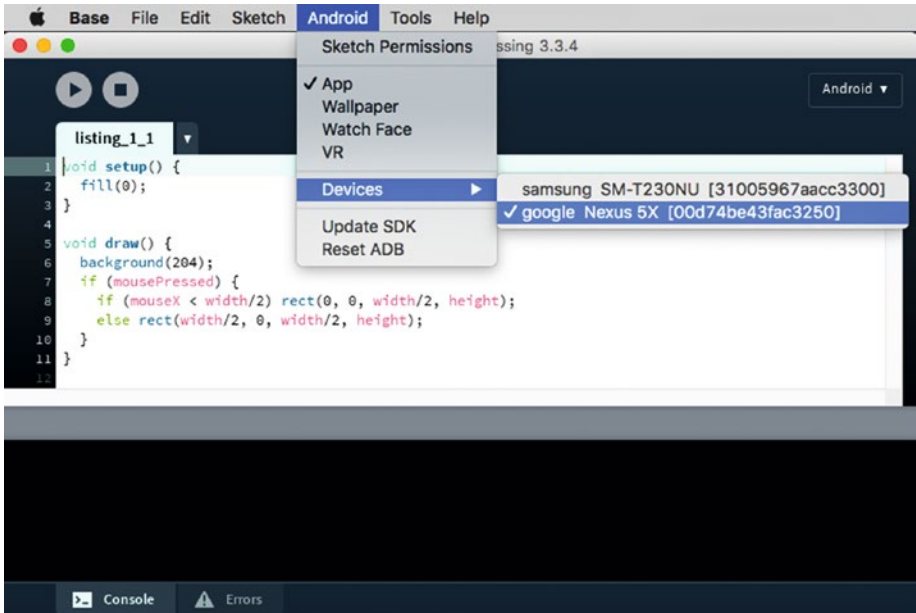 Base File Edit Sketch Android Tools Help
Sketch Permissions
ssing 3.3.4
✓ App
Wallpaper
Watch Face
VR
Devices
samsung SM-T230NU [31005967aacc3300]
✓ google Nexus 5X [00d74be43fac3250]
Update SDK
Reset ADB
Android ▾
listing_1_1
1 void setup() {
2 fill(0);
3 }
4
5 void draw() {
6 background(204);
7 if (mousePressed) {
8 if (mouseX < width/2) rect(0, 0, width/2, height);
9 else rect(width/2, 0, width/2, height);
10 }
11 }
12
>_ Console
Errors